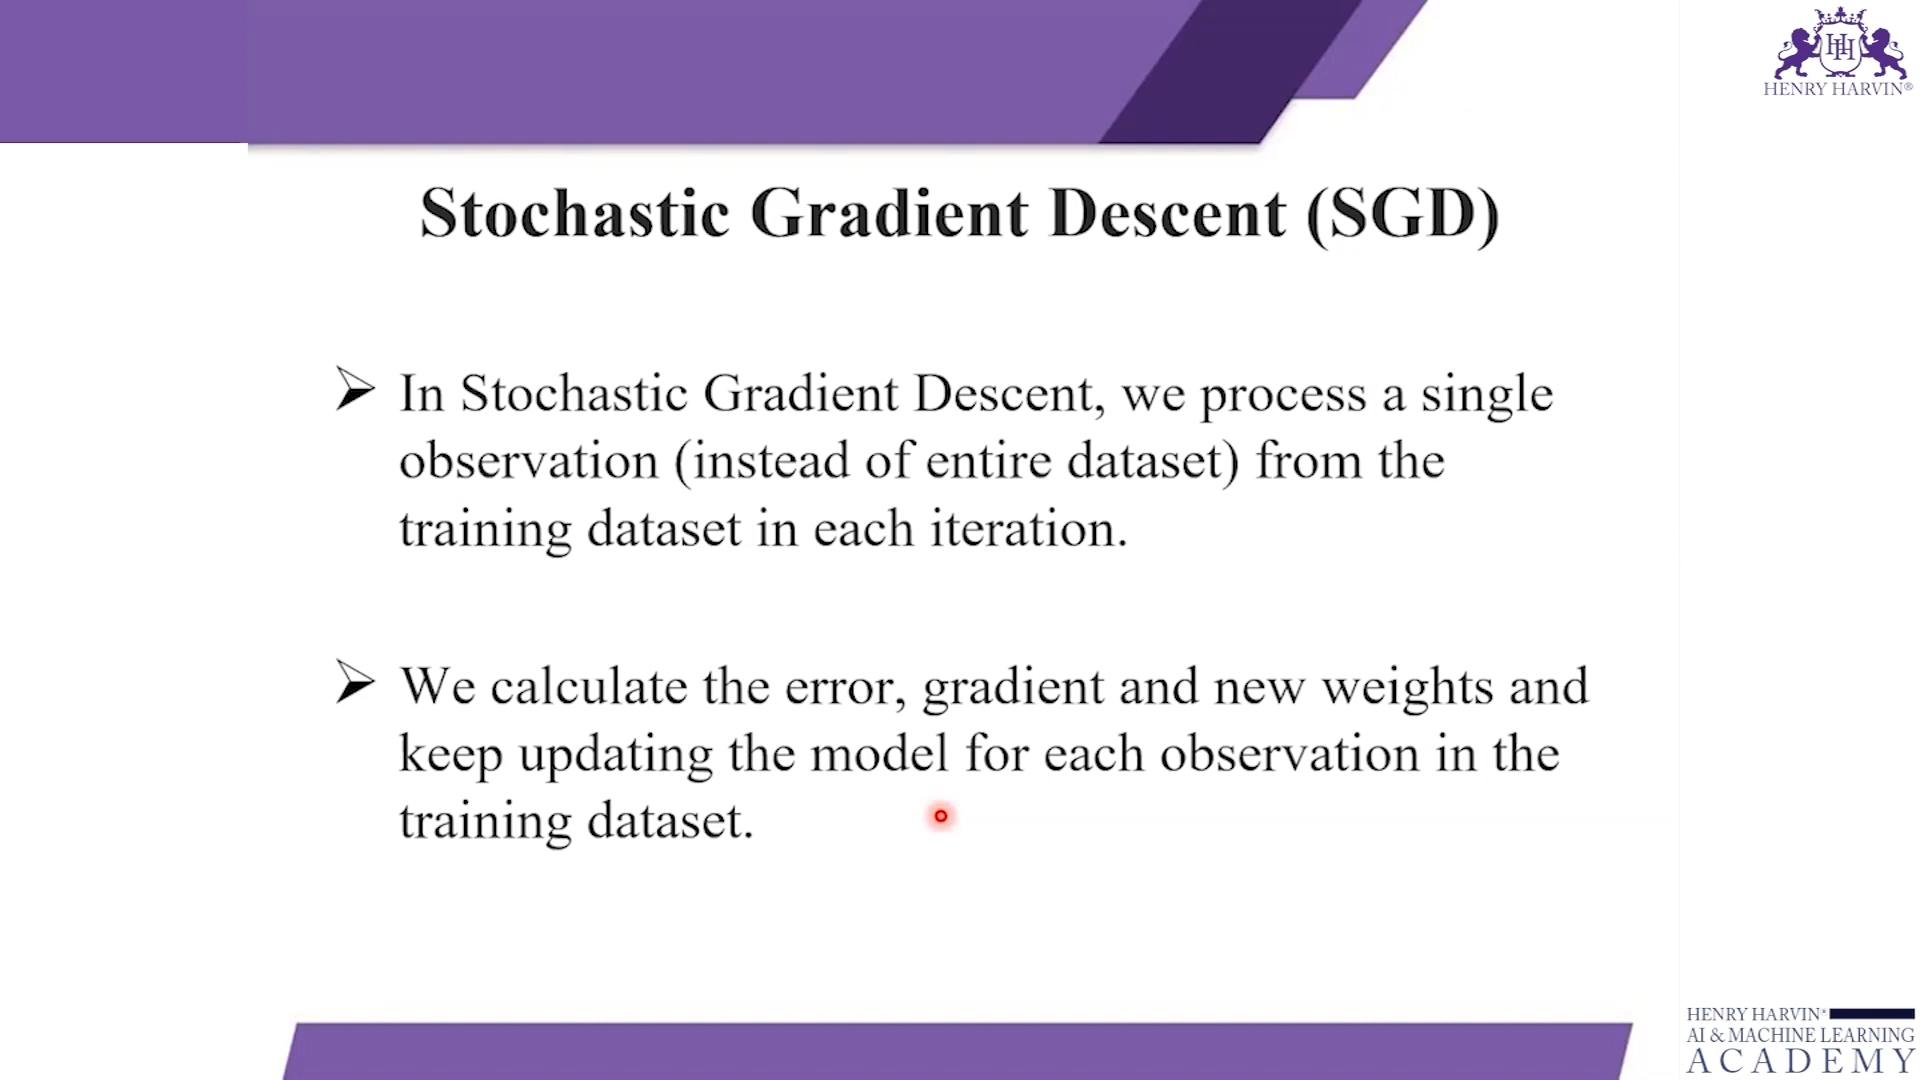 HENRY HARVIN®
Stochastic Gradient Descent (SGD)
➢ In Stochastic Gradient Descent, we process a single
observation (instead of entire dataset) from the
training dataset in each iteration.
➢ We calculate the error, gradient and new weights and
keep updating the model for each observation in the
training dataset.
HENRY HARVIN®
AI & MACHINE LEARNING
ACADEMY